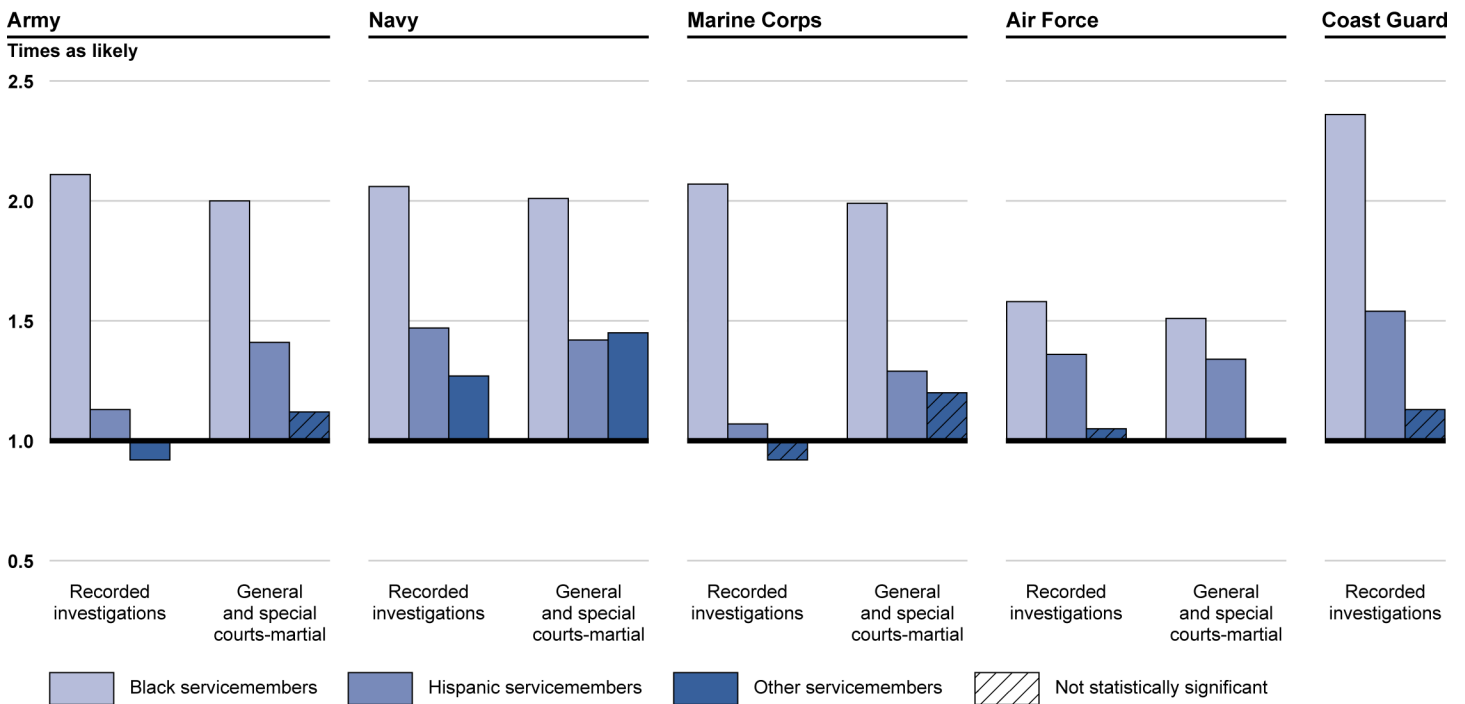 Army
Navy
Marine Corps
Air Force
Coast Guard
Times as likely
2.5
2.0
1.5
1.0
0.5
Recorded
investigations
General
and special
courts-martial
Recorded
investigations
General
and special
courts-martial
Recorded
investigations
General
and special
courts-martial
Recorded
investigations
General
and special
courts-martial
Recorded
investigations
Black servicemembers
Hispanic servicemembers
Other servicemembers
Not statistically significant